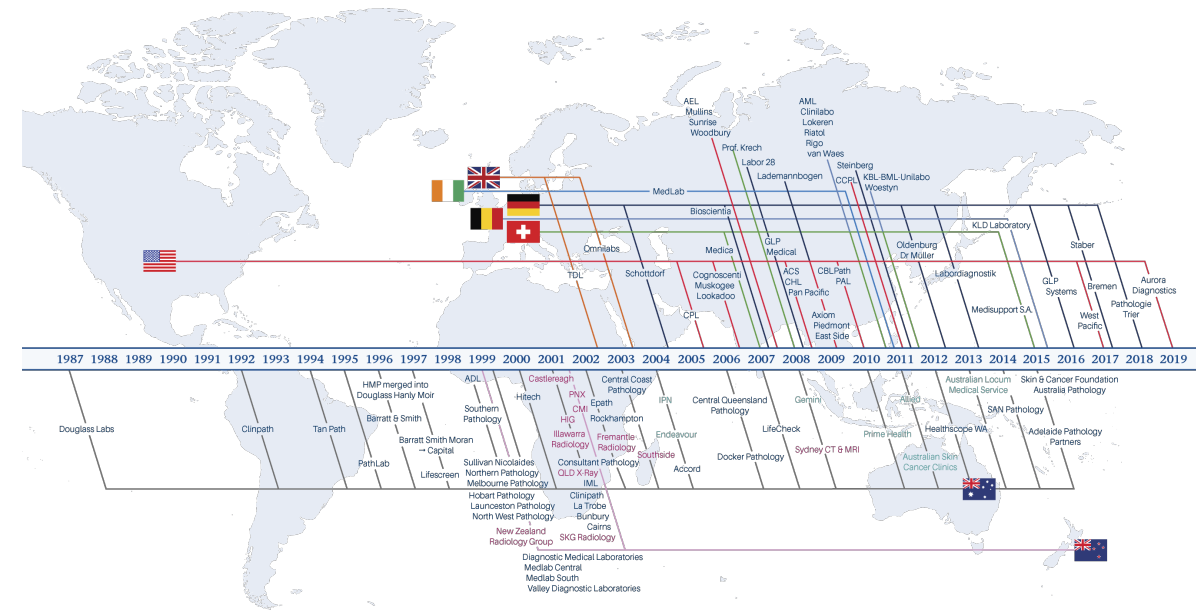 AEL
Mullins
Sunrise
Woodbury
AML
Clinilabo
Lokeren
Riatol
Rigo
van Waes
Prof. Krech
Labor 28
Lademannbogen
Steinberg
CCPL
KBL-BML-Unilabo
Woestyn
MedLab
Bioscientia
KLD Laboratory
Omnilabs
TDL
Schottdorf
Medica
GLP
Medical
Oldenburg
Dr Müller
Staber
Cognoscenti
Muskogee
Lookadoo
ACS
CHL
Pan Pacific
CBLPath
PAL
Labordiagnostik
GLP
Systems
Bremen
Aurora
Diagnostics
CPL
Axiom
Piedmont
East Side
Medisupport S.A.
West
Pacific
Pathologie
Trier
1987 1988 1989 1990 1991 1992 1993 1994 1995 1996 1997 1998 1999 2000 2001 2002 2003 2004 2005 2006 2007 2008 2009 2010 2011 2012 2013 2014 2015 2016 2017 2018 2019
Douglass Labs
Clinpath
Tan Path
HMP merged into
Douglas Hanly Moir
Barratt & Smith
Barratt Smith Moran
→ Capital
PathLab
Lifescreen
ADL
Southern
Pathology
Hitech
Castlereagh
PNX
CMI
HIG
Illawarra
Radiology
Central Coast
Pathology
Epath
Rockhampton
Fremantle
Radiology
Sullivan Nicolaides
Northern Pathology
Melbourne Pathology
Consultant Pathology
QLD X-Ray
IML
Hobart Pathology
Launceston Pathology
North West Pathology
Clinipath
La Trobe
Bunbury
Cairns
SKG Radiology
New Zealand
Radiology Group
Diagnostic Medical Laboratories
Medlab Central
Medlab South
Valley Diagnostic Laboratories
IPN
Endeavour
Southside
Accord
Central Queensland
Pathology
Docker Pathology
LifeCheck
Gemini
Sydney CT & MRI
Prime Health
Allied
Australian Skin
Cancer Clinics
Australian Locum
Medical Service
Healthscope WA
SAN Pathology
Skin & Cancer Foundation
Australia Pathology
Adelaide Pathology
Partners